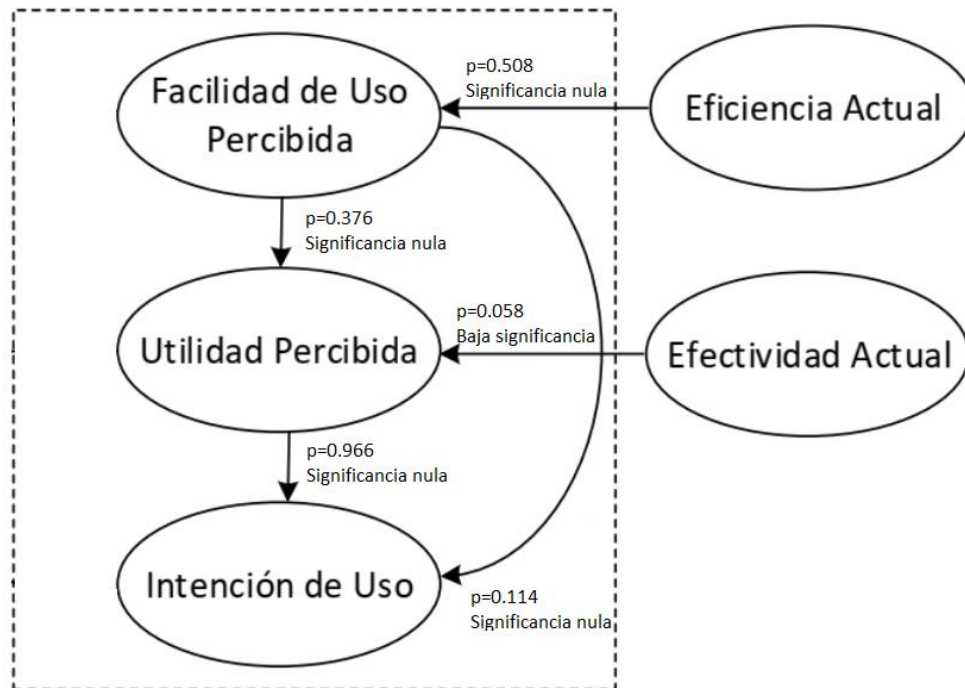 Facilidad de Uso
Percibida
p=0.508
Significancia nula
Eficiencia Actual
p=0.376
Significancia nula
Utilidad Percibida
p=0.058
Baja significancia
Efectividad Actual
p=0.966
Significancia nula
Intención de Uso
p=0.114
Significancia nula